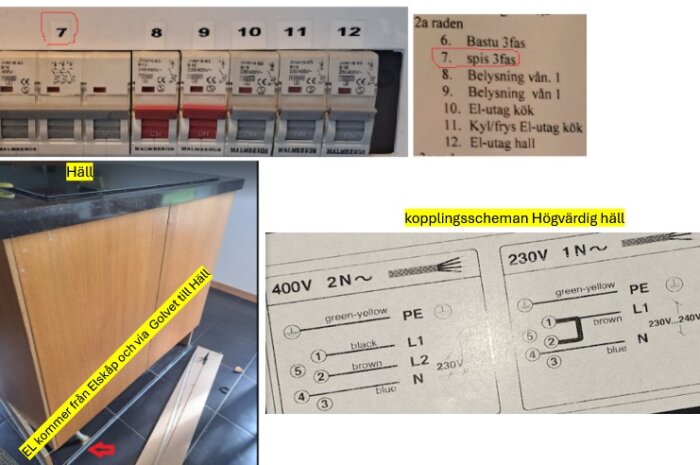 7
8
9
10
11
12
ON
ON
ON
ON
ON
MALMBERGS
MALMBERGS
MALMBERGS
MALMBERGS
MALMBERGS
2a raden
6. Bastu 3fas
7. spis 3fas
8. Belysning vån. 1
9. Belysning vån 1
10. El-utag kök
11. Kyl/frys El-utag kök
12. El-utag hall
Häll
EL kommer från Elskåp och via Golvet till Häll
kopplingsscheman Högvärdig häll
400V 2N~
green-yellow PE
black L1
brown L2
230V
blue N
1
5 2
4
3
230V 1N~
green-yellow PE
1 L1
brown 230V...240V
5 2
4 blue N
3